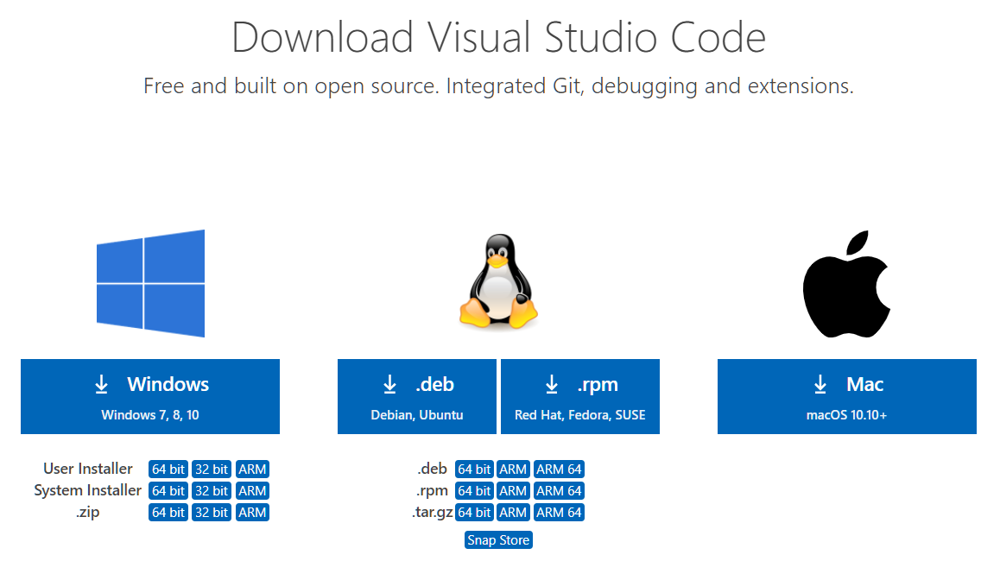 Download Visual Studio Code
Free and built on open source. Integrated Git, debugging and extensions.
Windows
Windows 7, 8, 10
User Installer 64 bit 32 bit ARM
System Installer 64 bit 32 bit ARM
.zip 64 bit 32 bit ARM
.deb
Debian, Ubuntu
.rpm
Red Hat, Fedora, SUSE
.deb 64 bit ARM ARM 64
.rpm 64 bit ARM ARM 64
.tar.gz 64 bit ARM ARM 64
Snap Store
Mac
macOS 10.10+